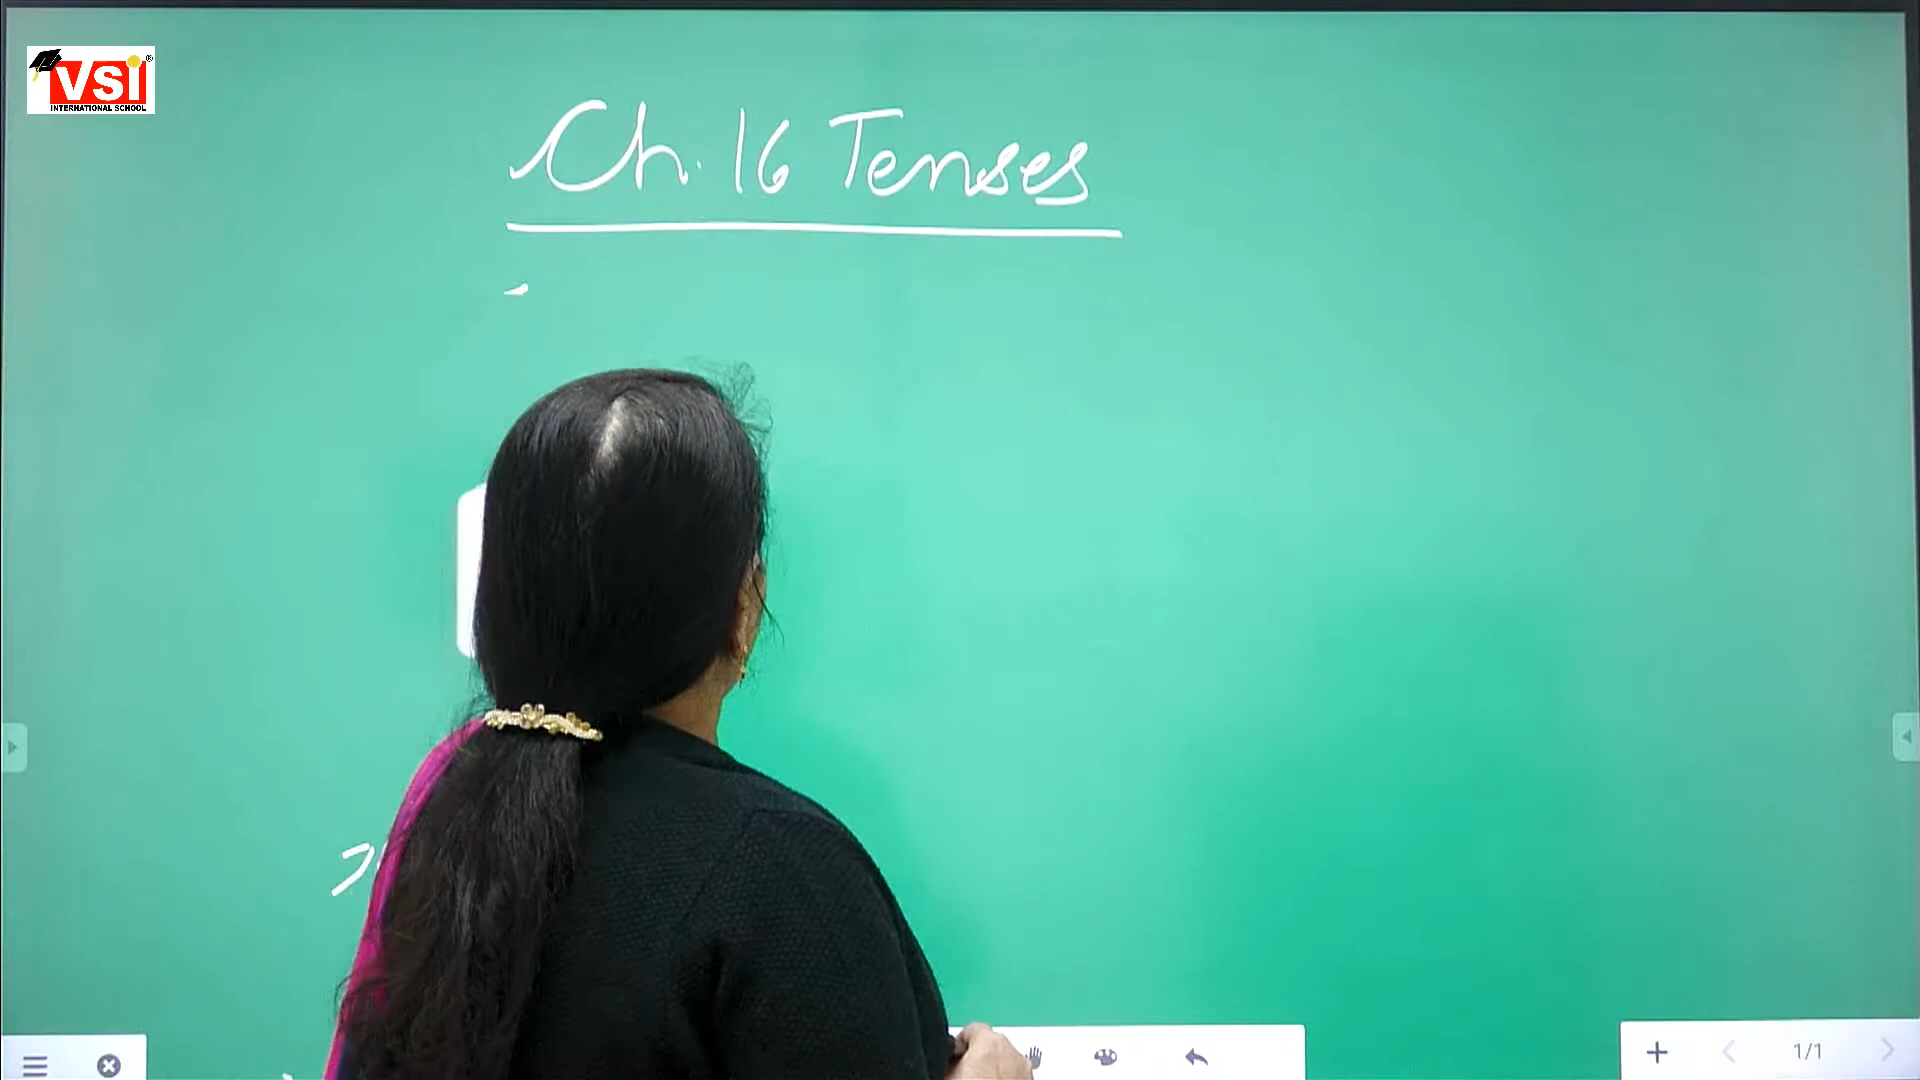 VSI
INTERNATIONAL SCHOOL
Ch. 16 Tenses
1/1